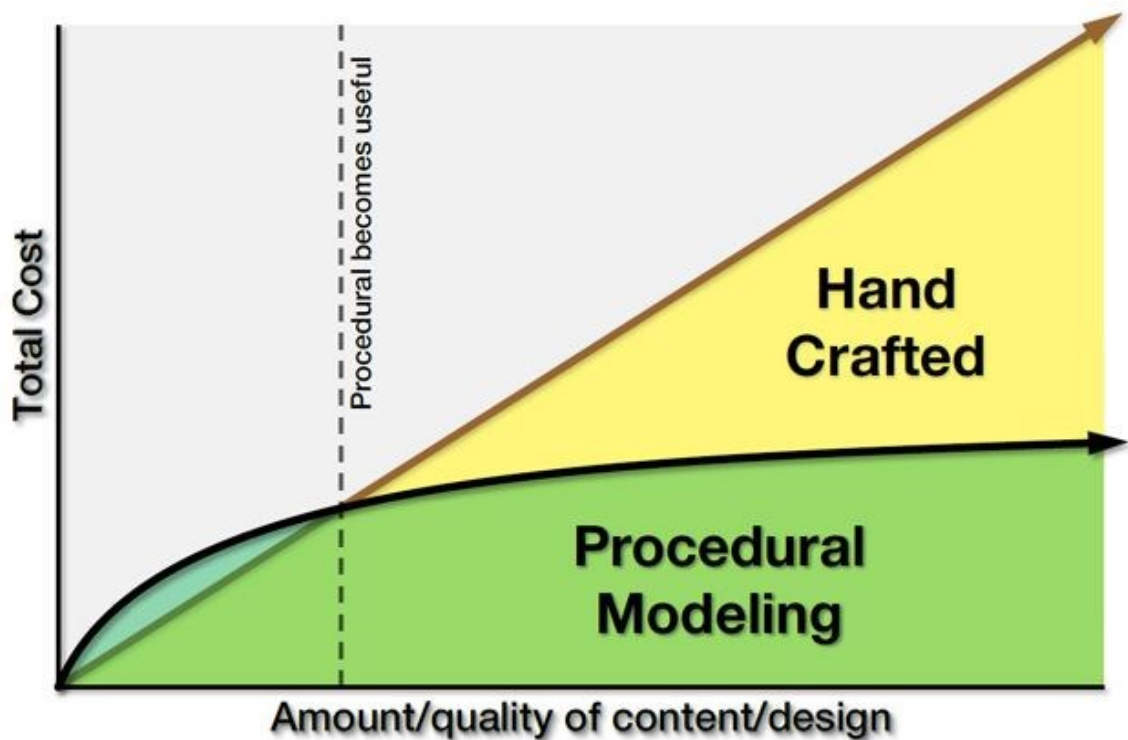 Total Cost
Procedural becomes useful
Hand
Crafted
Procedural
Modeling
Amount/quality of content/design